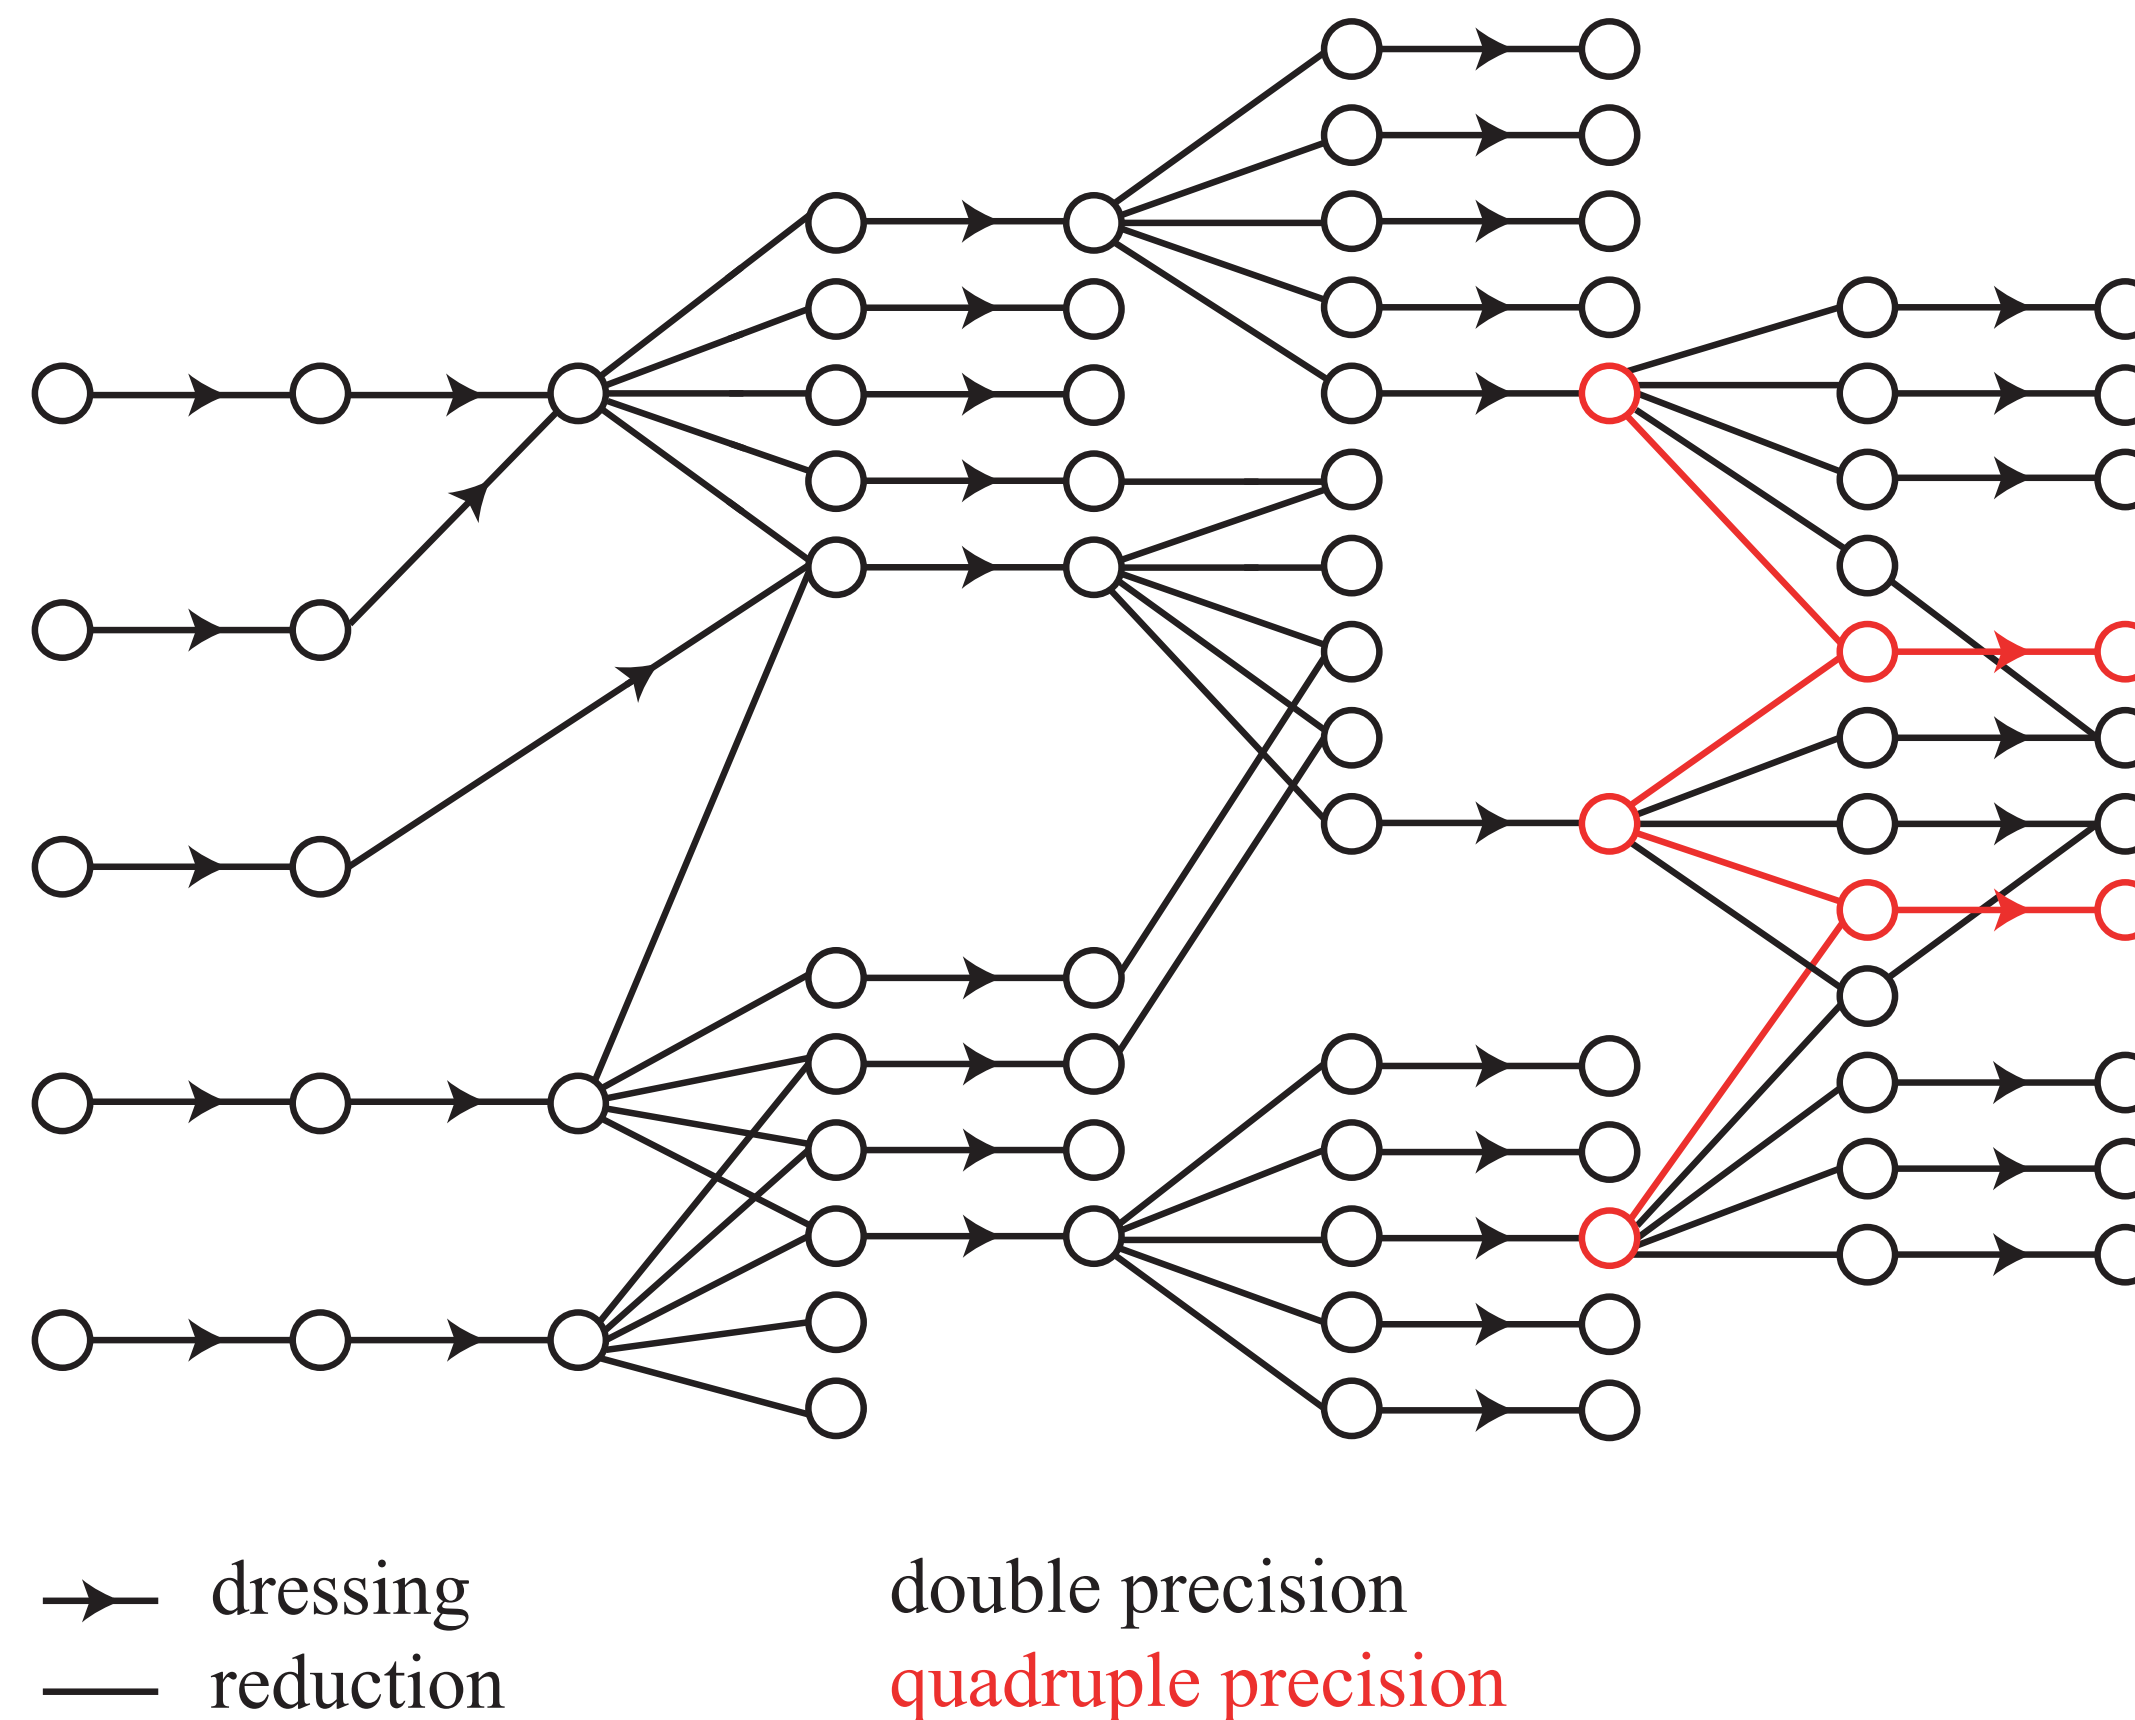 dressing
reduction
double precision
quadruple precision